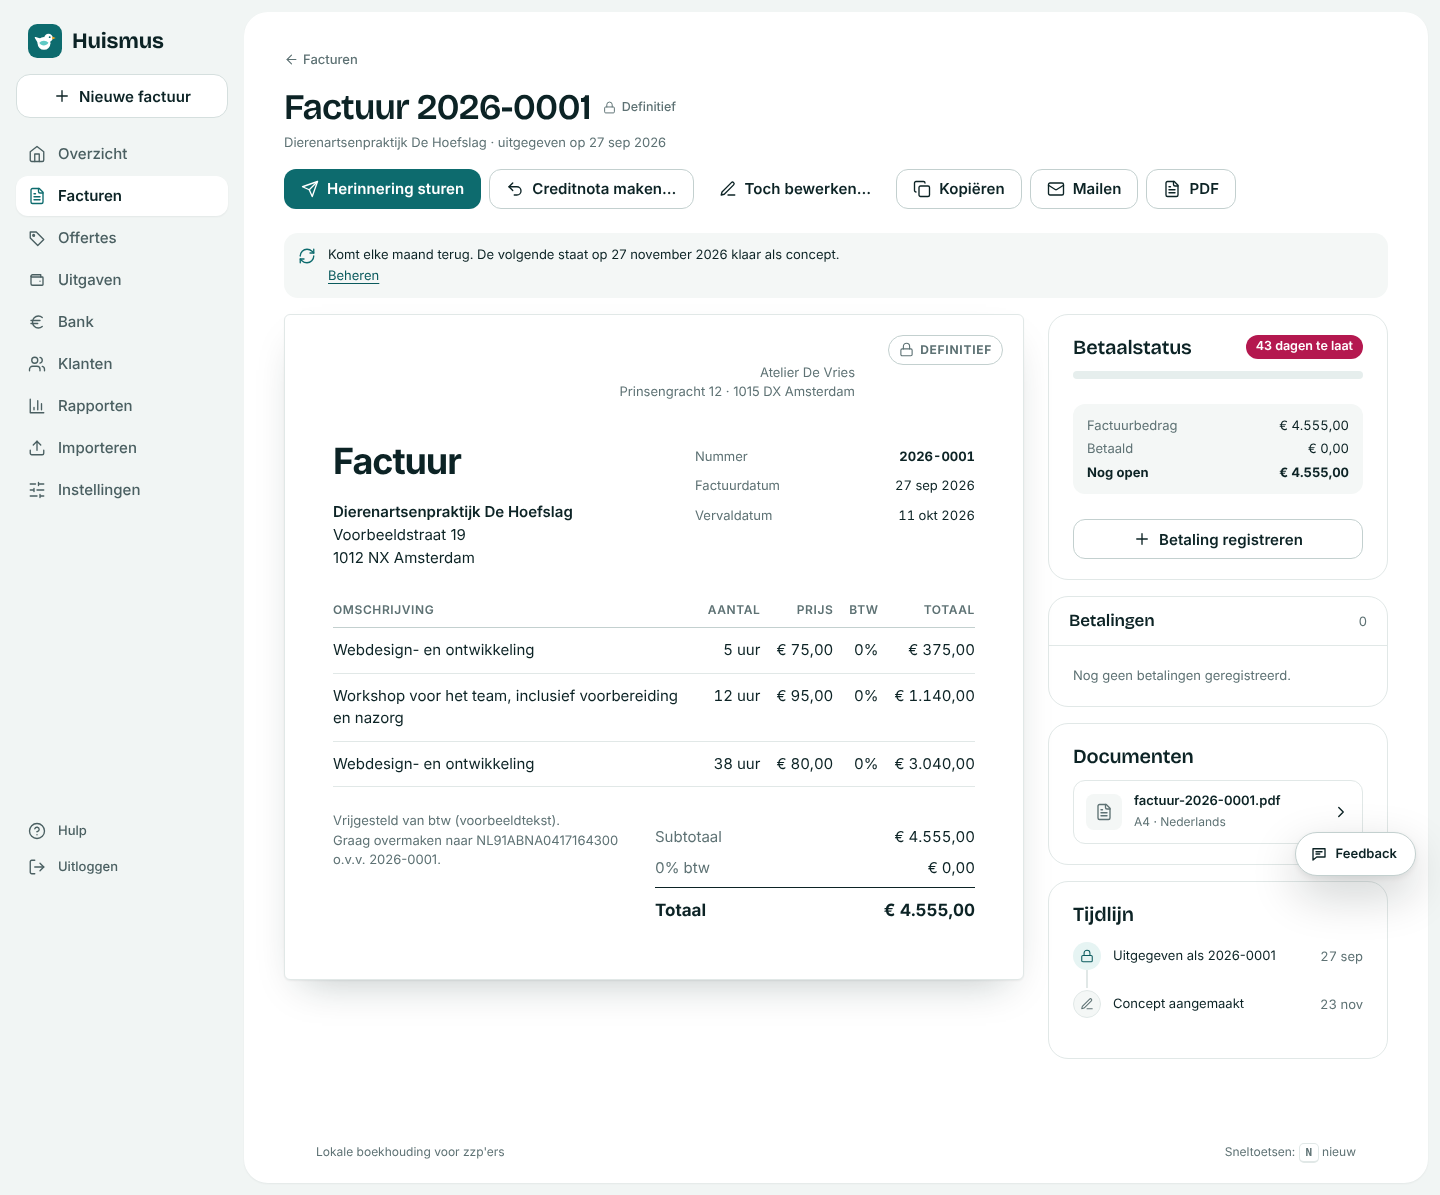 Huismus
Nieuwe factuur
Overzicht
Facturen
Offertes
Uitgaven
Bank
Klanten
Rapporten
Importeren
Instellingen
Hulp
Uitloggen
Facturen
Factuur 2026-0001 Definitief
Dierenartsenpraktijk De Hoefslag · uitgegeven op 27 sep 2026
Herinnering sturen Creditnota maken... Toch bewerken... Kopiëren Mailen PDF
Komt elke maand terug. De volgende staat op 27 november 2026 klaar als concept.
Beheren
DEFINITIEF
Atelier De Vries
Prinsengracht 12 · 1015 DX Amsterdam
Factuur
Nummer 2026-0001
Factuurdatum 27 sep 2026
Vervaldatum 11 okt 2026
Dierenartsenpraktijk De Hoefslag
Voorbeeldstraat 19
1012 NX Amsterdam
OMSCHRIJVING AANTAL PRIJS BTW TOTAAL
Webdesign- en ontwikkeling 5 uur € 75,00 0% € 375,00
Workshop voor het team, inclusief voorbereiding 12 uur € 95,00 0% € 1.140,00
en nazorg
Webdesign- en ontwikkeling 38 uur € 80,00 0% € 3.040,00
Vrijgesteld van btw (voorbeeldtekst).
Graag overmaken naar NL91ABNA0417164300
o.v.v. 2026-0001.
Subtotaal € 4.555,00
0% btw € 0,00
Totaal € 4.555,00
Betaalstatus 43 dagen te laat
Factuurbedrag € 4.555,00
Betaald € 0,00
Nog open € 4.555,00
Betaling registreren
Betalingen 0
Nog geen betalingen geregistreerd.
Documenten
factuur-2026-0001.pdf
A4 · Nederlands
Feedback
Tijdlijn
Uitgegeven als 2026-0001 27 sep
Concept aangemaakt 23 nov
Lokale boekhouding voor zzp'ers
Sneltoetsen: N nieuw